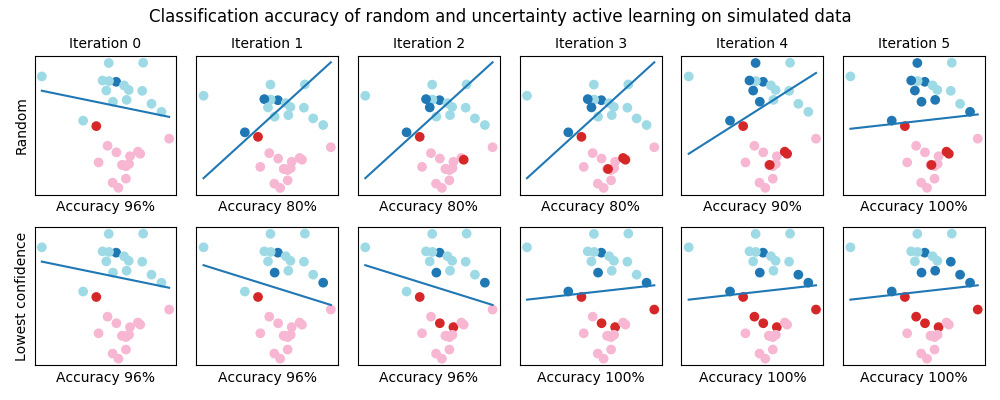 Classification accuracy of random and uncertainty active learning on simulated data
Iteration 0
Iteration 1
Iteration 2
Iteration 3
Iteration 4
Iteration 5
Random
Accuracy 96%
Accuracy 80%
Accuracy 80%
Accuracy 80%
Accuracy 90%
Accuracy 100%
Lowest confidence
Accuracy 96%
Accuracy 96%
Accuracy 96%
Accuracy 100%
Accuracy 100%
Accuracy 100%